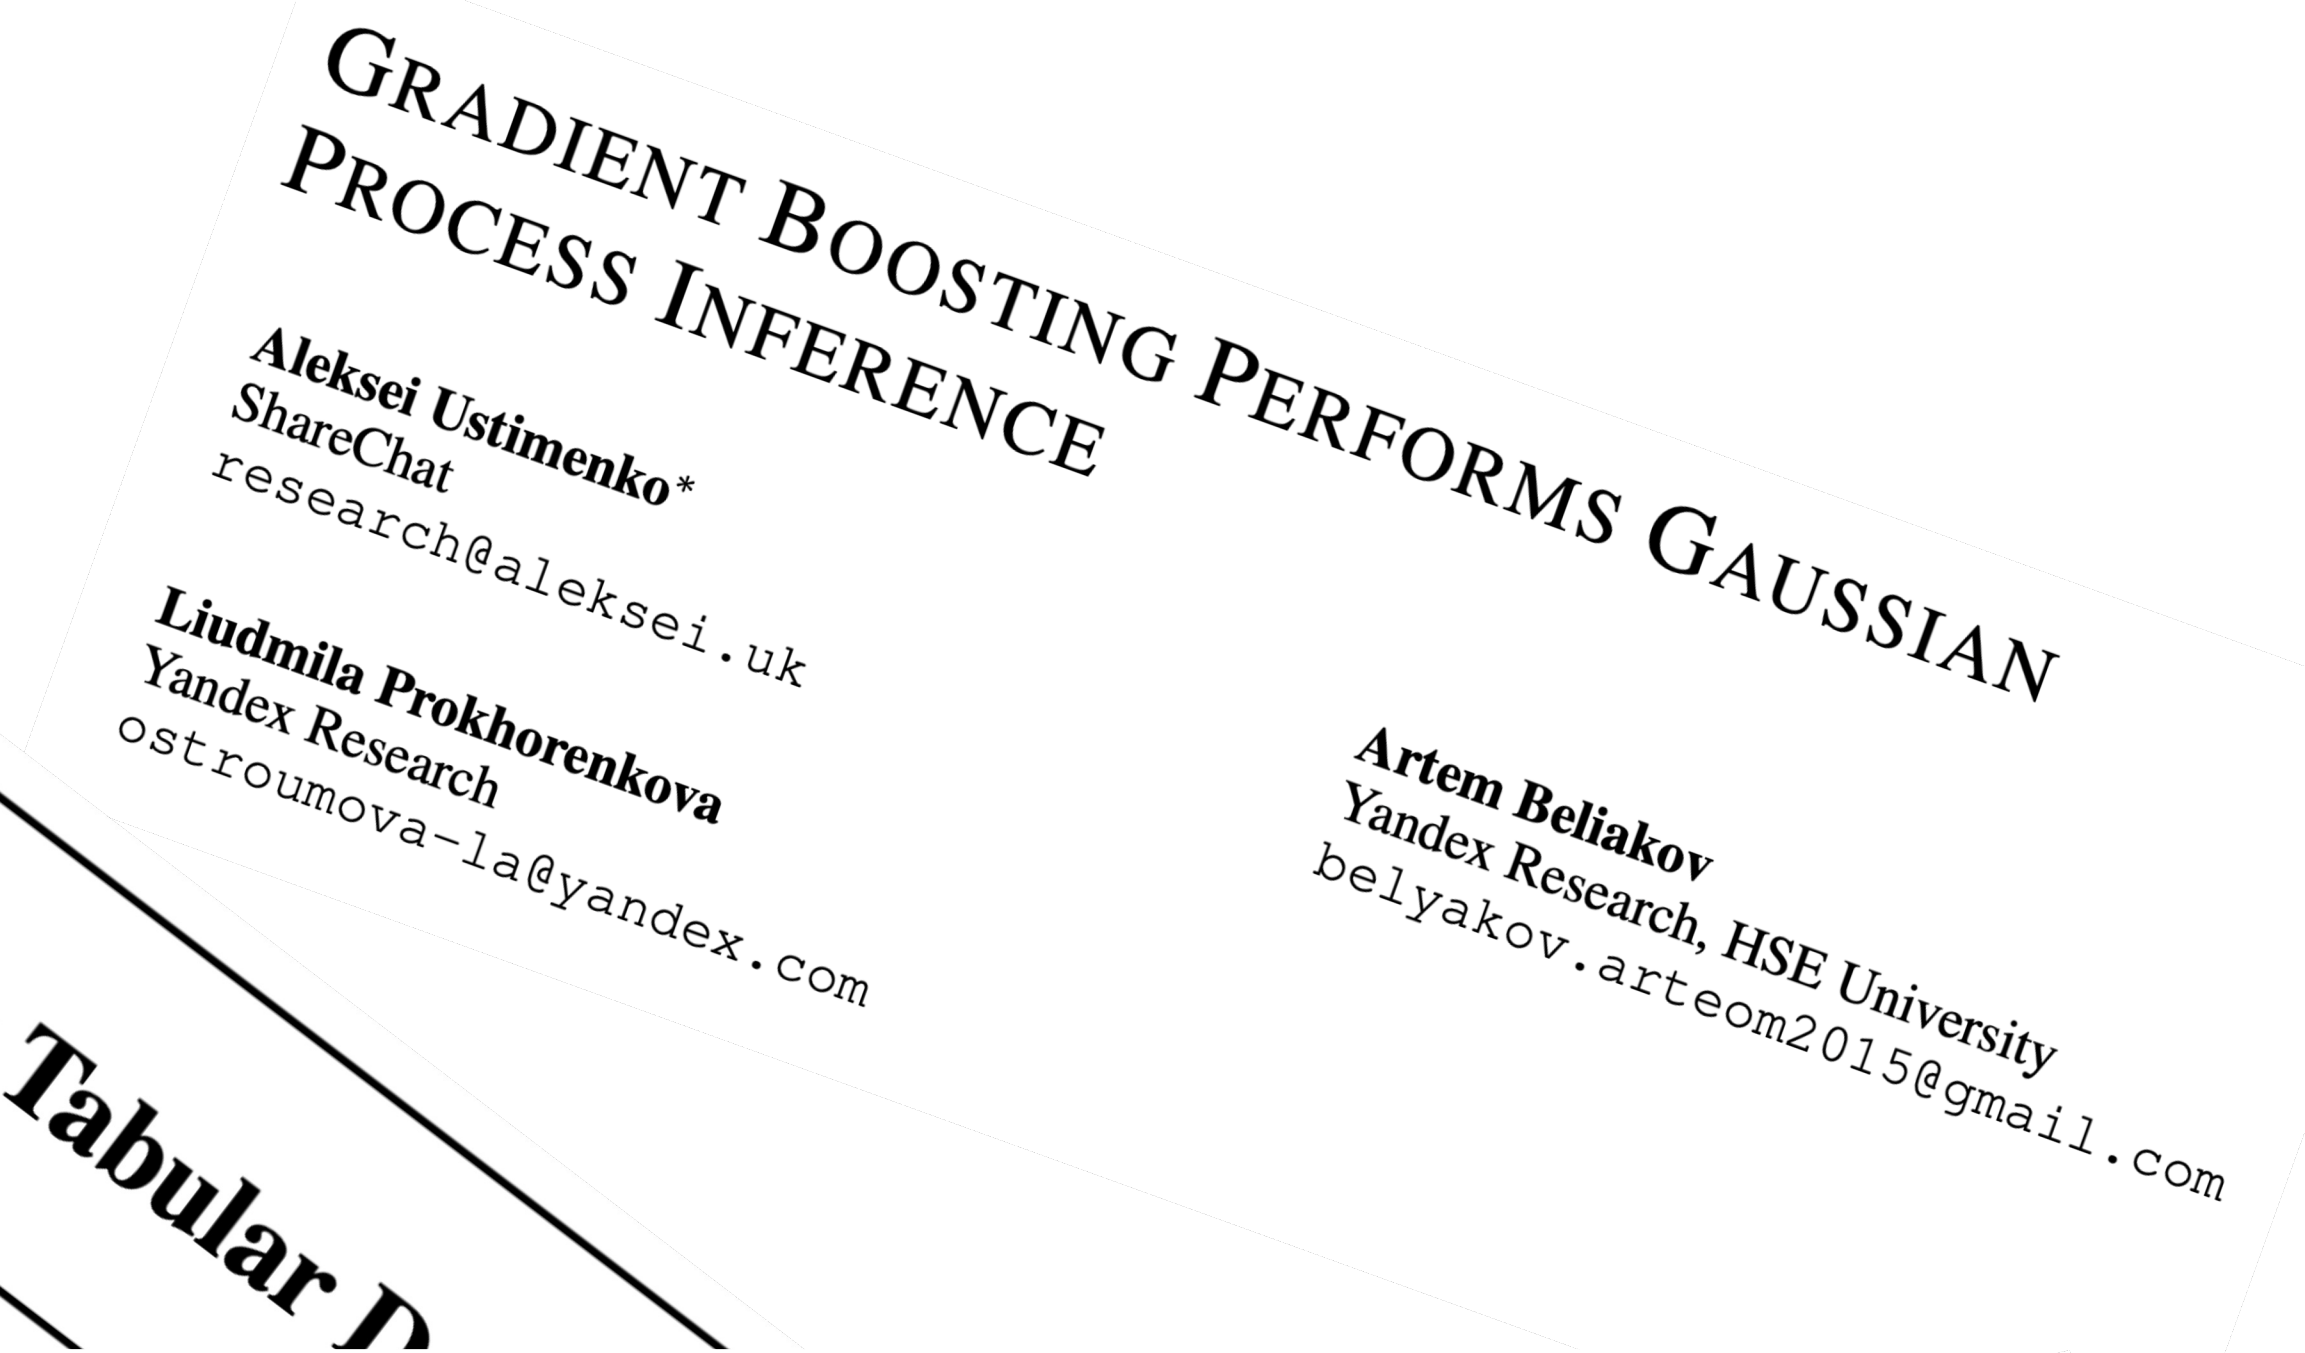 GRADIENT BOOSTING PERFORMS GAUSSIAN
PROCESS INFERENCE
Aleksei Ustimenko*
ShareChat
research@aleksei.uk
Liudmila Prokhorenkova
Yandex Research
ostroumova-la@yandex.com
Artem Beliakov
Yandex Research, HSE University
belyakov.arteom2015@gmail.com
Tabular D